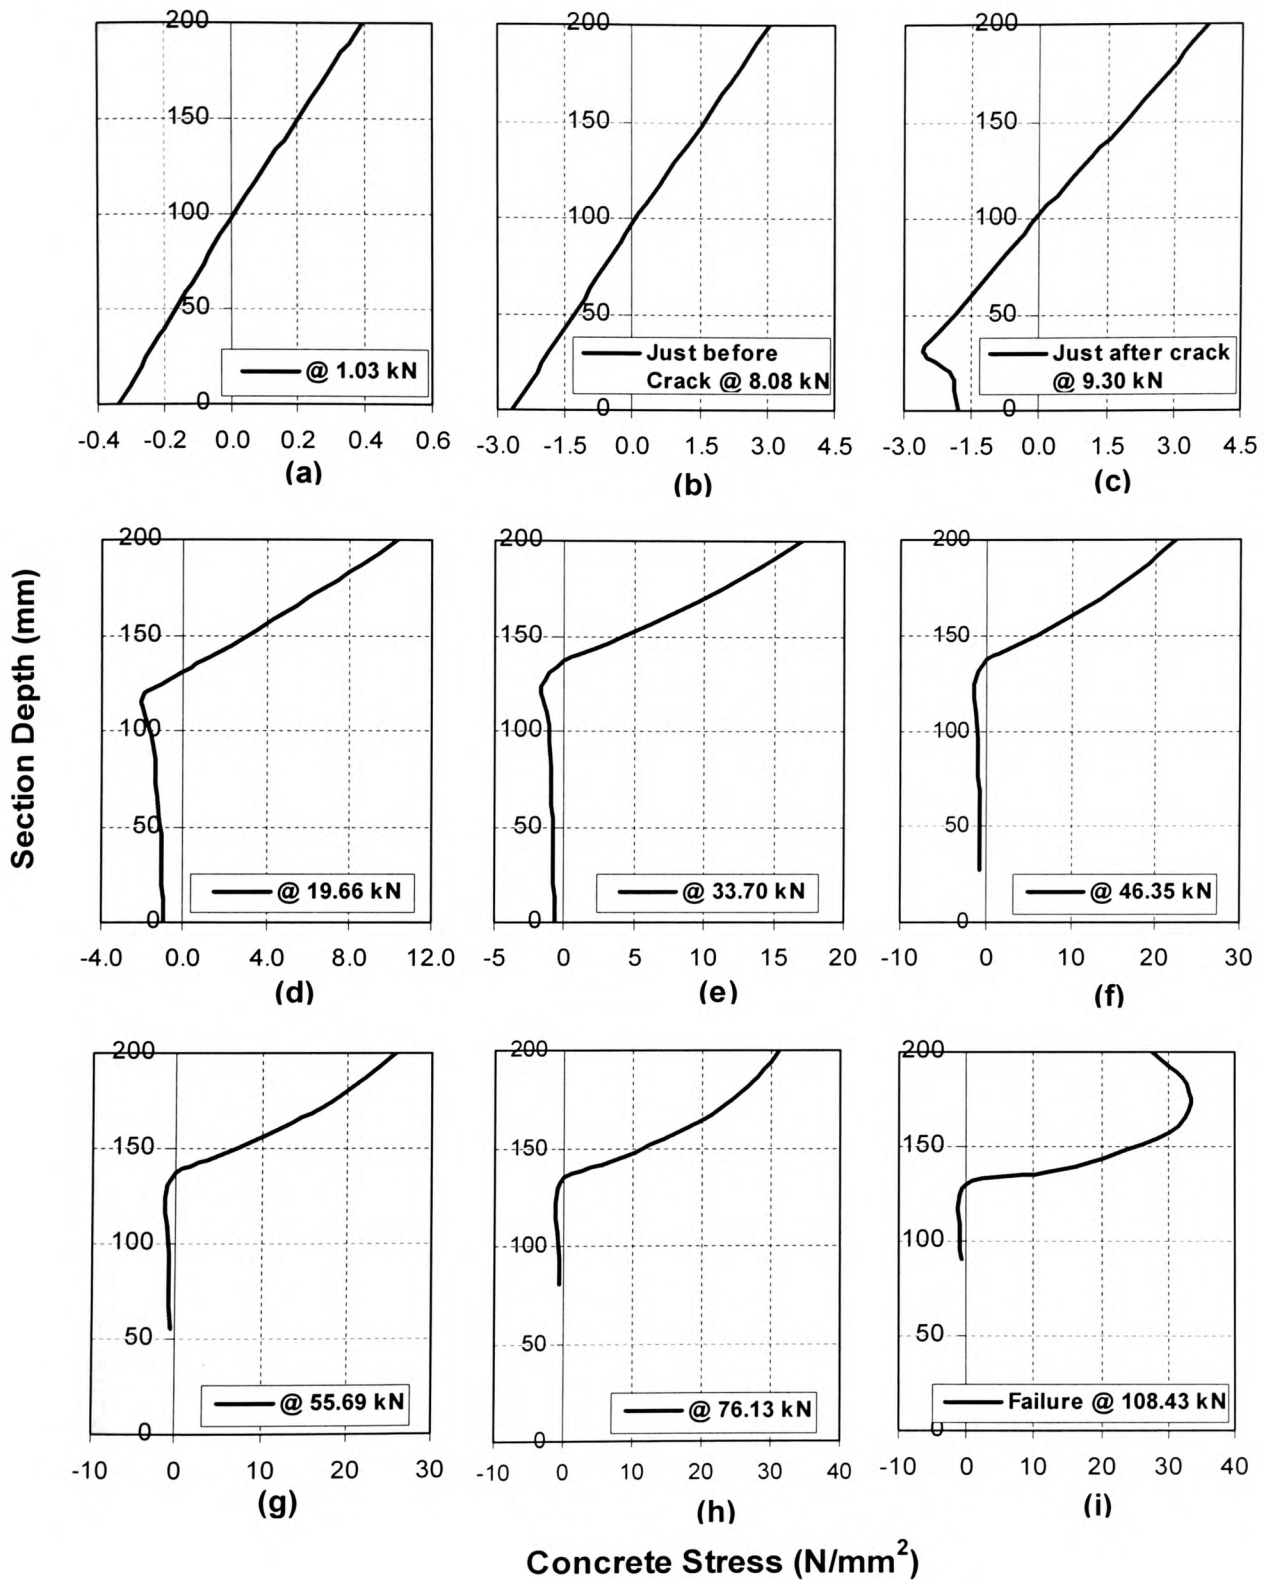 200
150
100
50
0
@ 1.03 kN
-0.4 -0.2 0.0 0.2 0.4 0.6
(a)
200
150
100
50
0
Just before
Crack @ 8.08 kN
-3.0 -1.5 0.0 1.5 3.0 4.5
(b)
200
150
100
50
0
Just after crack
@ 9.30 kN
-3.0 -1.5 0.0 1.5 3.0 4.5
(c)
Section Depth (mm)
200
150
100
50
0
@ 19.66 kN
-4.0 0.0 4.0 8.0 12.0
(d)
200
150
100
50
0
@ 33.70 kN
-5 0 5 10 15 20
(e)
200
150
100
50
0
@ 46.35 kN
-10 0 10 20 30
(f)
200
150
100
50
0
@ 55.69 kN
-10 0 10 20 30
(g)
200
150
100
50
0
@ 76.13 kN
-10 0 10 20 30 40
(h)
200
150
100
50
0
Failure @ 108.43 kN
-10 0 10 20 30 40
(i)
Concrete Stress (N/mm²)